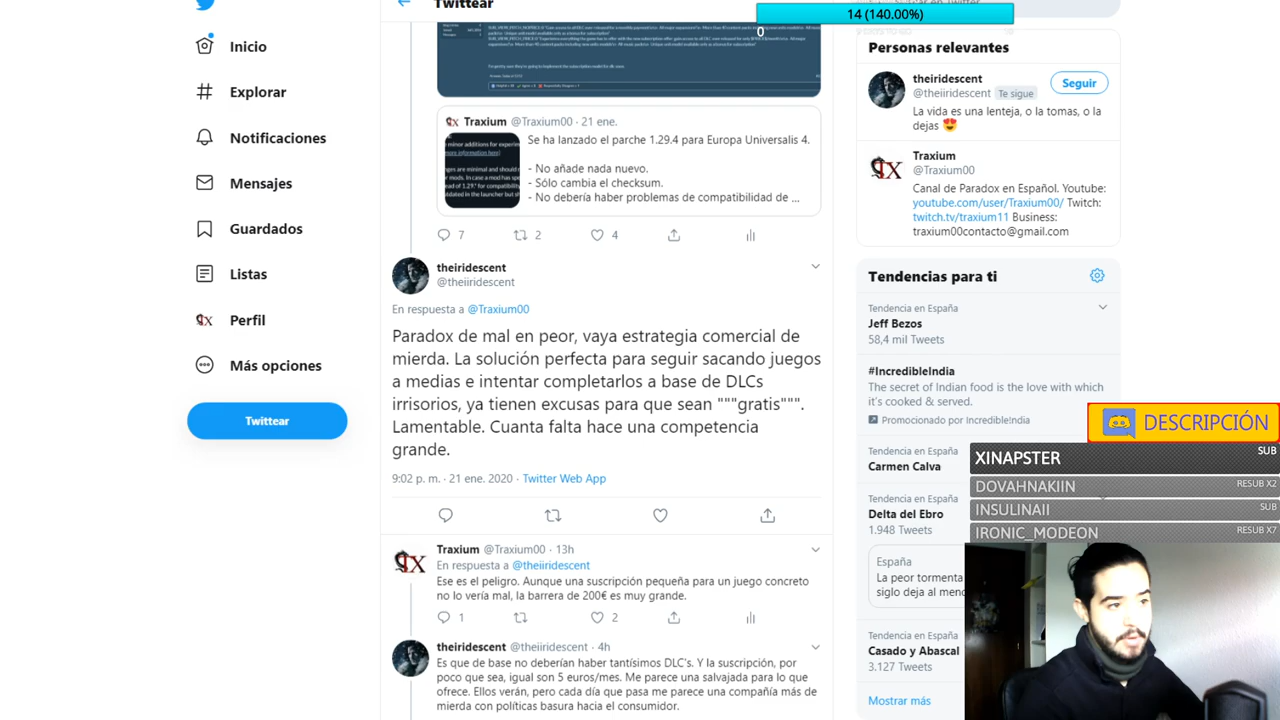 Twittear
14 (140.00%)
0
Inicio
Explorar
Notificaciones
Mensajes
Guardados
Listas
Perfil
Más opciones
Twittear
Traxium @Traxium00 · 21 ene.
Se ha lanzado el parche 1.29.4 para Europa Universalis 4.
- No añade nada nuevo.
- Sólo cambia el checksum.
- No debería haber problemas de compatibilidad de ...
7 2 4
theiridescent
@theiiridescent
En respuesta a @Traxium00
Paradox de mal en peor, vaya estrategia comercial de
mierda. La solución perfecta para seguir sacando juegos
a medias e intentar completarlos a base de DLCs
irrisorios, ya tienen excusas para que sean """gratis""".
Lamentable. Cuanta falta hace una competencia
grande.
9:02 p. m. · 21 ene. 2020 · Twitter Web App
Traxium @Traxium00 · 13h
En respuesta a @theiiridescent
Ese es el peligro. Aunque una suscripción pequeña para un juego concreto
no lo vería mal, la barrera de 200€ es muy grande.
1 2
theiridescent @theiiridescent · 4h
Es que de base no deberían haber tantísimos DLC's. Y la suscripción, por
poco que sea, igual son 5 euros/mes. Me parece una salvajada para lo que
ofrece. Ellos verán, pero cada día que pasa me parece una compañía más de
mierda con políticas basura hacia el consumidor.
Personas relevantes
theiridescent
@theiiridescent Te sigue
Seguir
La vida es una lenteja, o la tomas, o la
dejas 😍
Traxium
@Traxium00
Canal de Paradox en Español. Youtube:
youtube.com/user/Traxium00/ Twitch:
twitch.tv/traxium11 Business:
traxium00contacto@gmail.com
Tendencias para ti
Tendencia en España
Jeff Bezos
58,4 mil Tweets
#IncredibleIndia
The secret of Indian food is the love with which
it's cooked & served.
Promocionado por Incredible!ndia
Tendencia en España
Carmen Calva
Tendencia en España
Delta del Ebro
1.948 Tweets
España
La peor tormenta
siglo deja al
Tendencia en España
Casado y Abascal
3.127 Tweets
Mostrar más
DESCRIPCIÓN
XINAPSTER SUB
DOVAHNAKIIN RESUB X2
INSULINAII SUB
IRONIC_MODEON RESUB X7